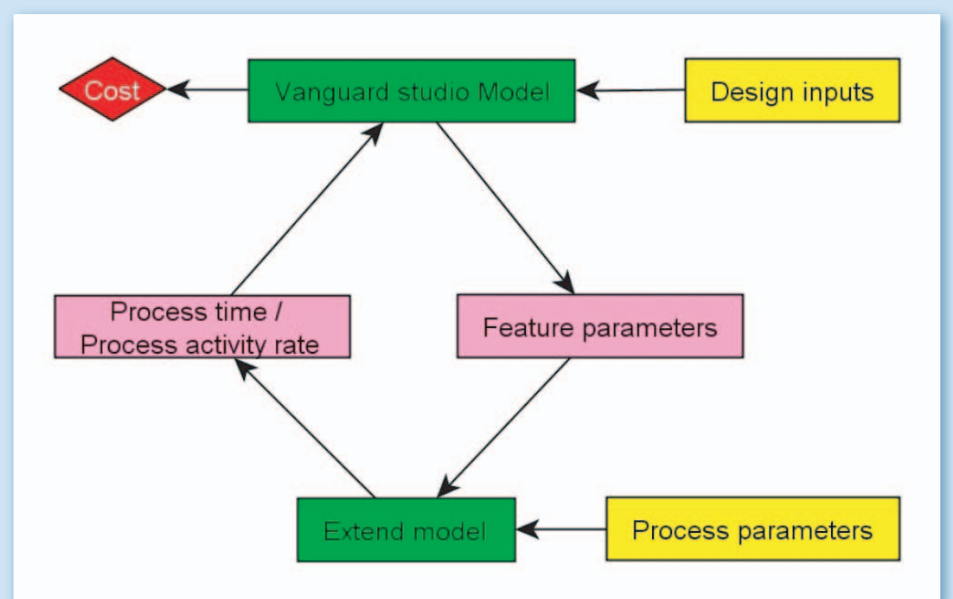 Cost
Vanguard studio Model
Design inputs
Process time /
Process activity rate
Feature parameters
Extend model
Process parameters